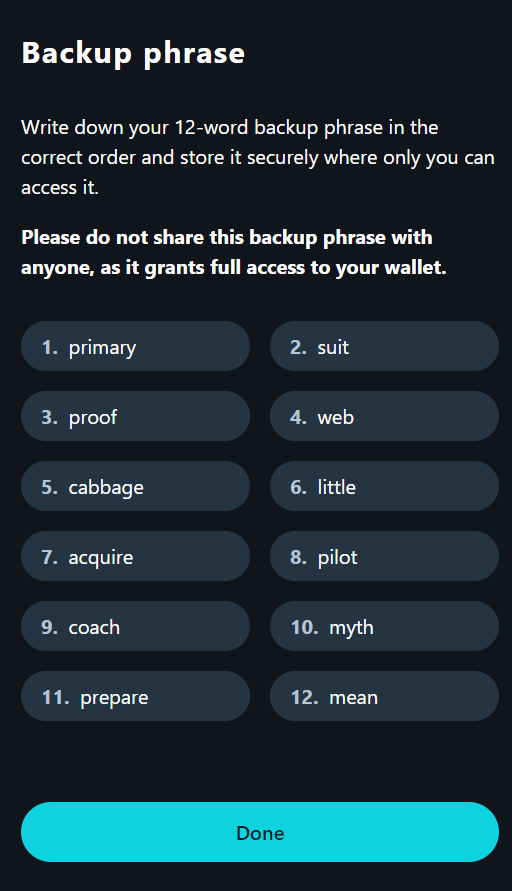 Backup phrase
Write down your 12-word backup phrase in the
correct order and store it securely where only you can
access it.
Please do not share this backup phrase with
anyone, as it grants full access to your wallet.
1. primary
2. suit
3. proof
4. web
5. cabbage
6. little
7. acquire
8. pilot
9. coach
10. myth
11. prepare
12. mean
Done